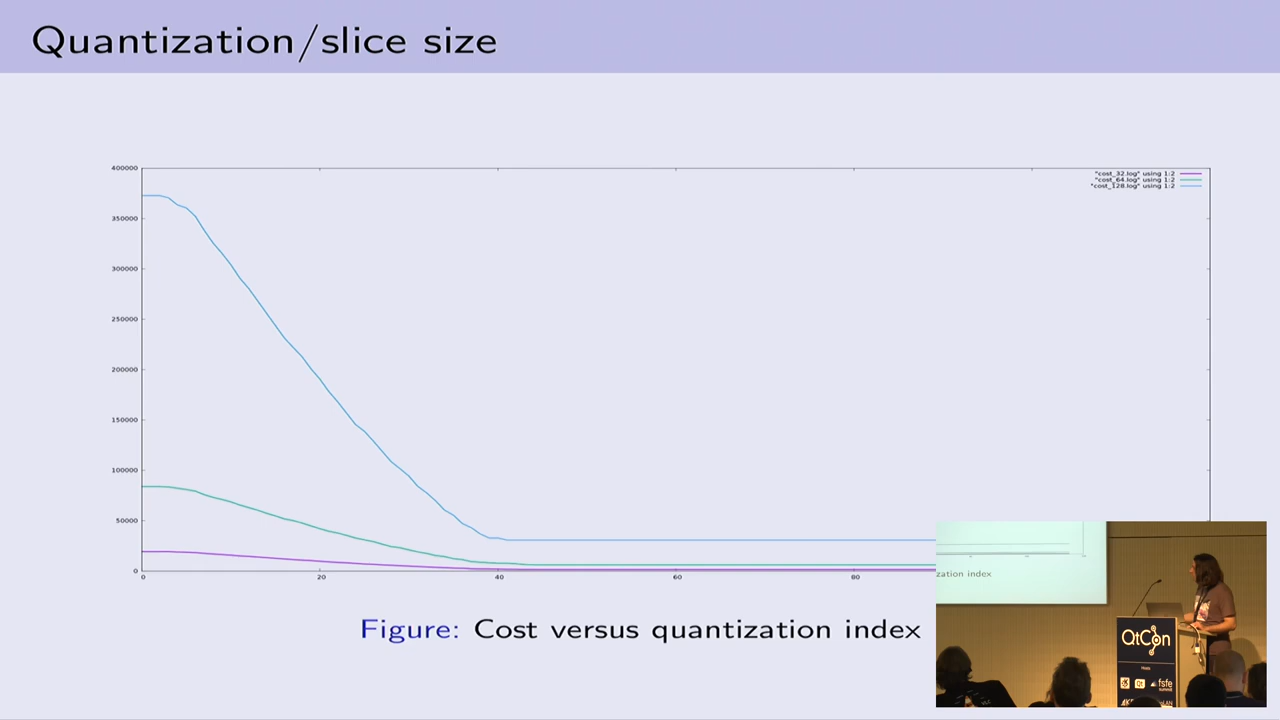 Quantization/slice size
400000
350000
300000
250000
200000
150000
100000
50000
0
0
20
40
60
80
"cost_32.log" using 1:2
"cost_64.log" using 1:2
"cost_128.log" using 1:2
Figure: Cost versus quantization index
zation index
QtCon
Qt
fsfe
summit